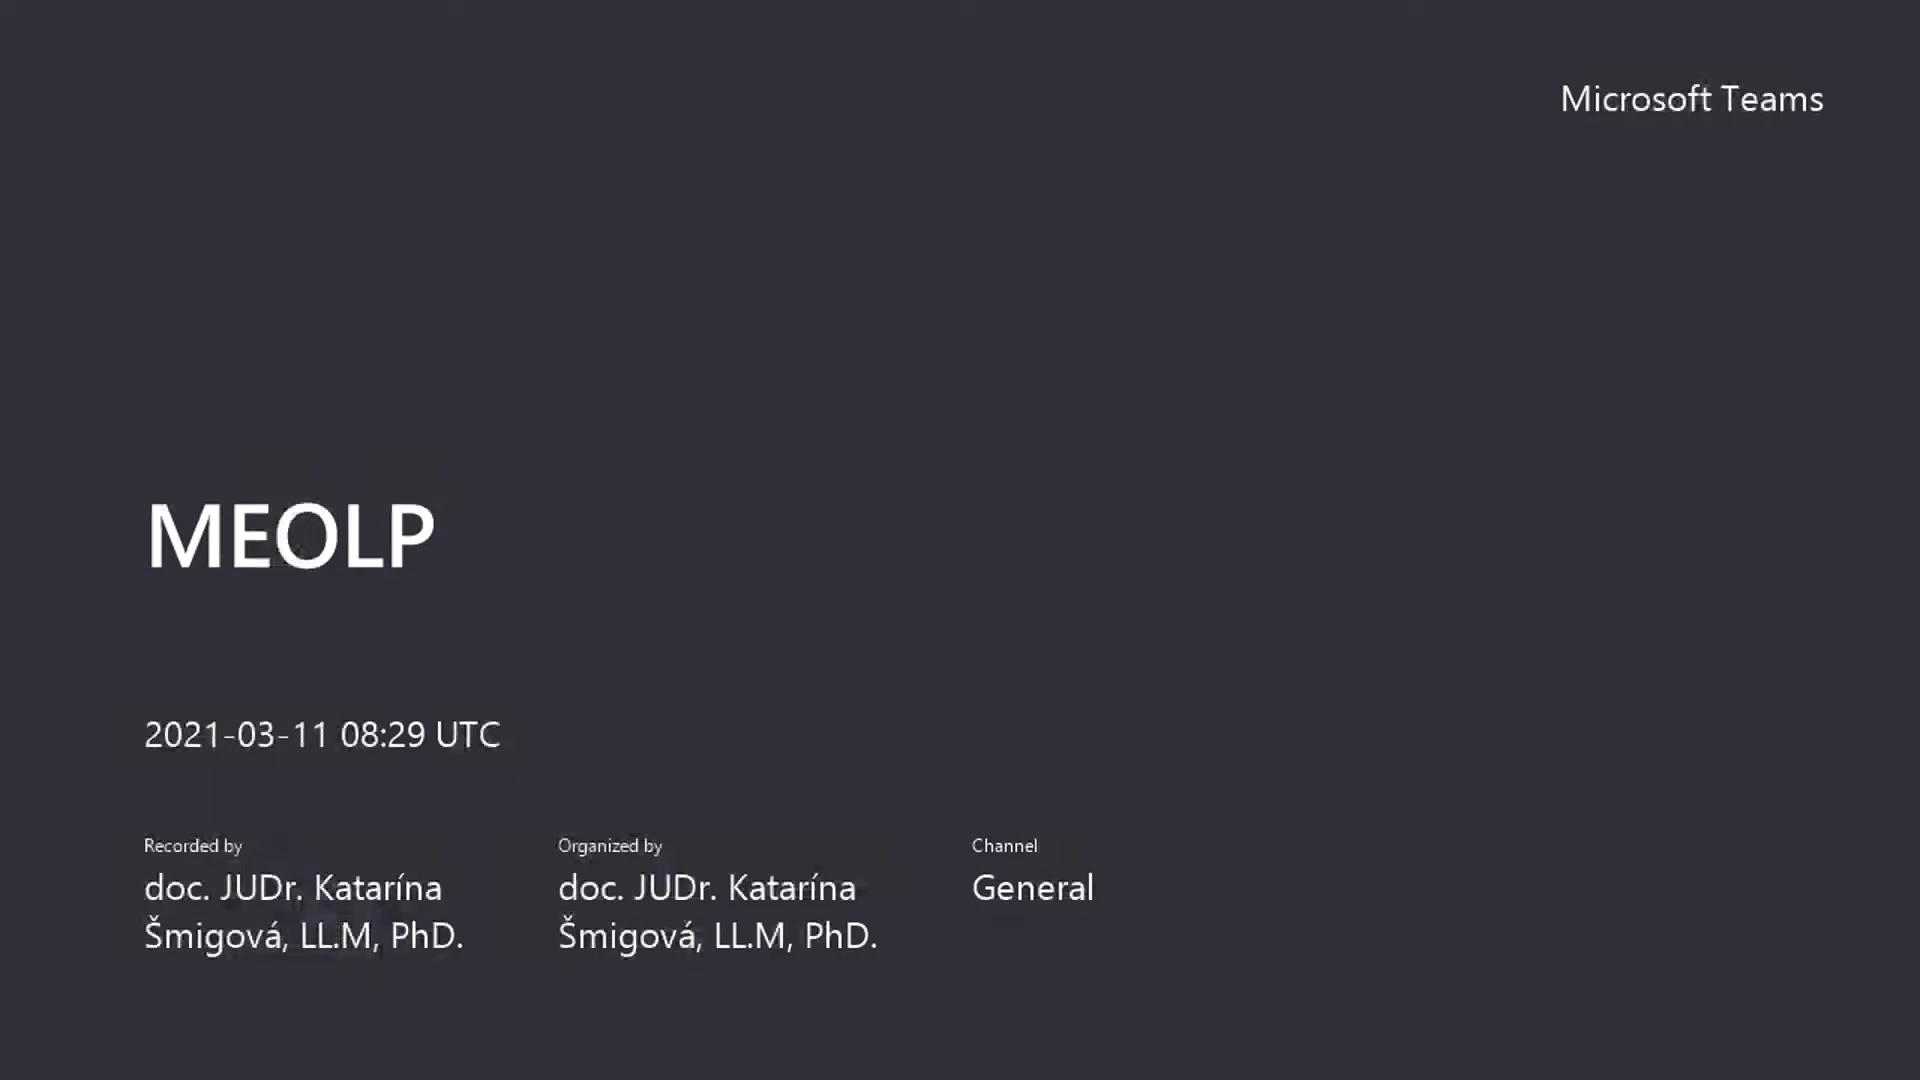 Microsoft Teams
MEOLP
2021-03-11 08:29 UTC
Recorded by
doc. JUDr. Katarína
Šmigová, LL.M, PhD.
Organized by
doc. JUDr. Katarína
Šmigová, LL.M, PhD.
Channel
General